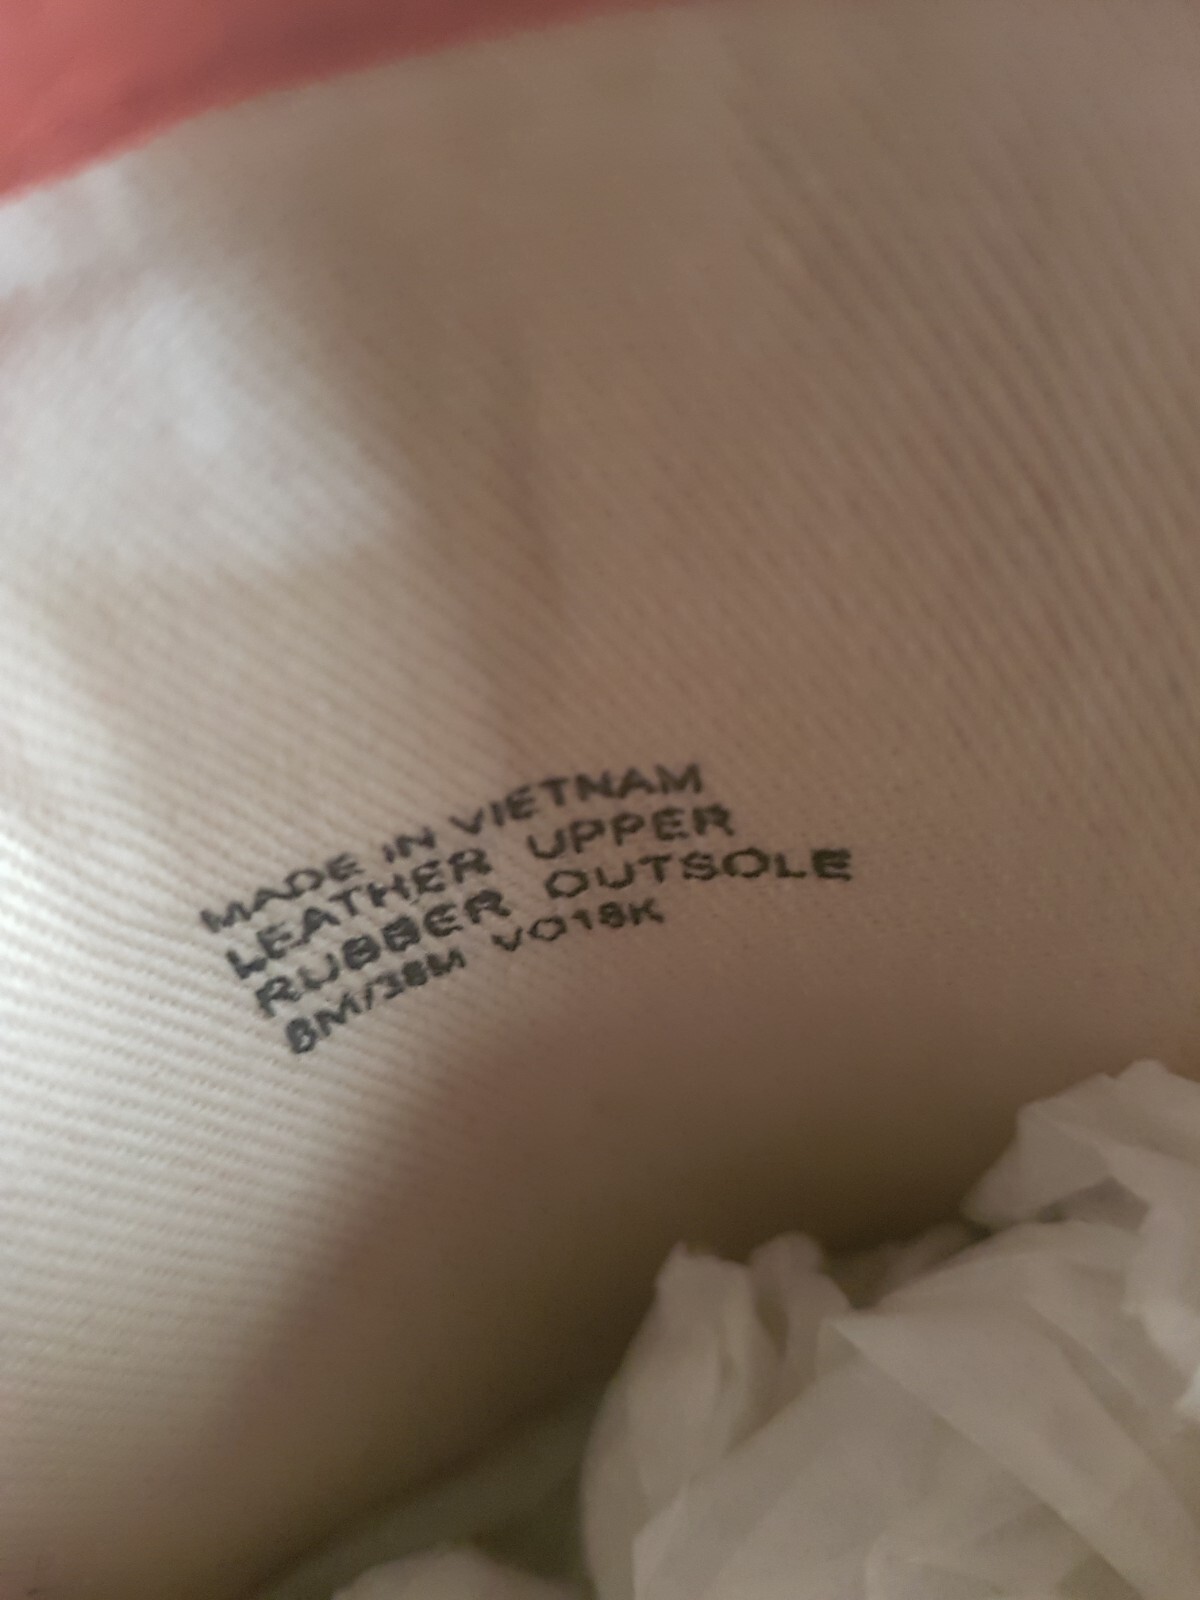 MADE IN VIETNAM
LEATHER UPPER
RUBBER OUTSOLE
8M/38M VO18K